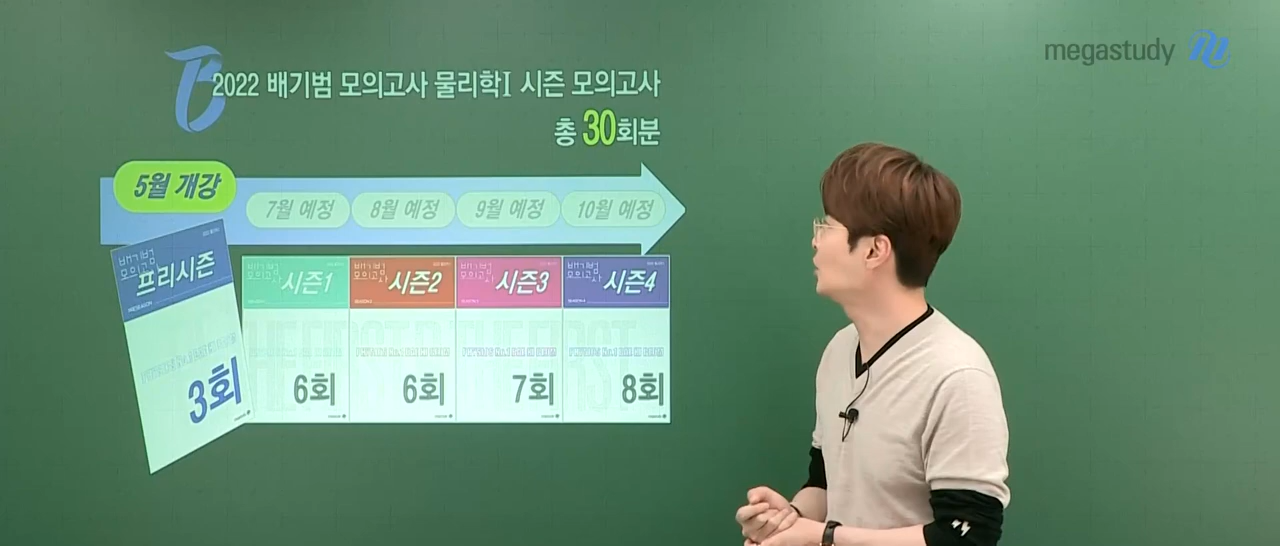 megastudy
2022 배기범 모의고사 물리학I 시즌 모의고사
총 30회분
5월 개강
7월 예정
8월 예정
9월 예정
10월 예정
배기범
모의고사
프리시즌
3회
배기범
모의고사
시즌1
6회
배기범
모의고사
시즌2
6회
배기범
모의고사
시즌3
7회
배기범
모의고사
시즌4
8회